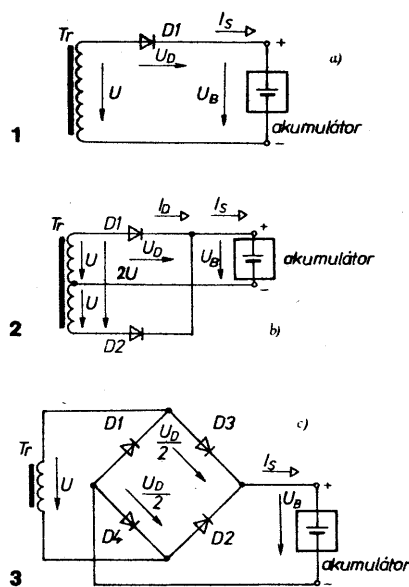 Tr
D1
I_S
+
a)
U_D
U
U_B
akumulátor
−
1
Tr
D1
I_D
I_S
+
U
U_D
2U
U_B
akumulátor
−
U
D2
b)
2
c)
D1
U_D/2
D3
Tr
U
U_D/2
I_S
+
U_B
D4
D2
−
akumulátor
3